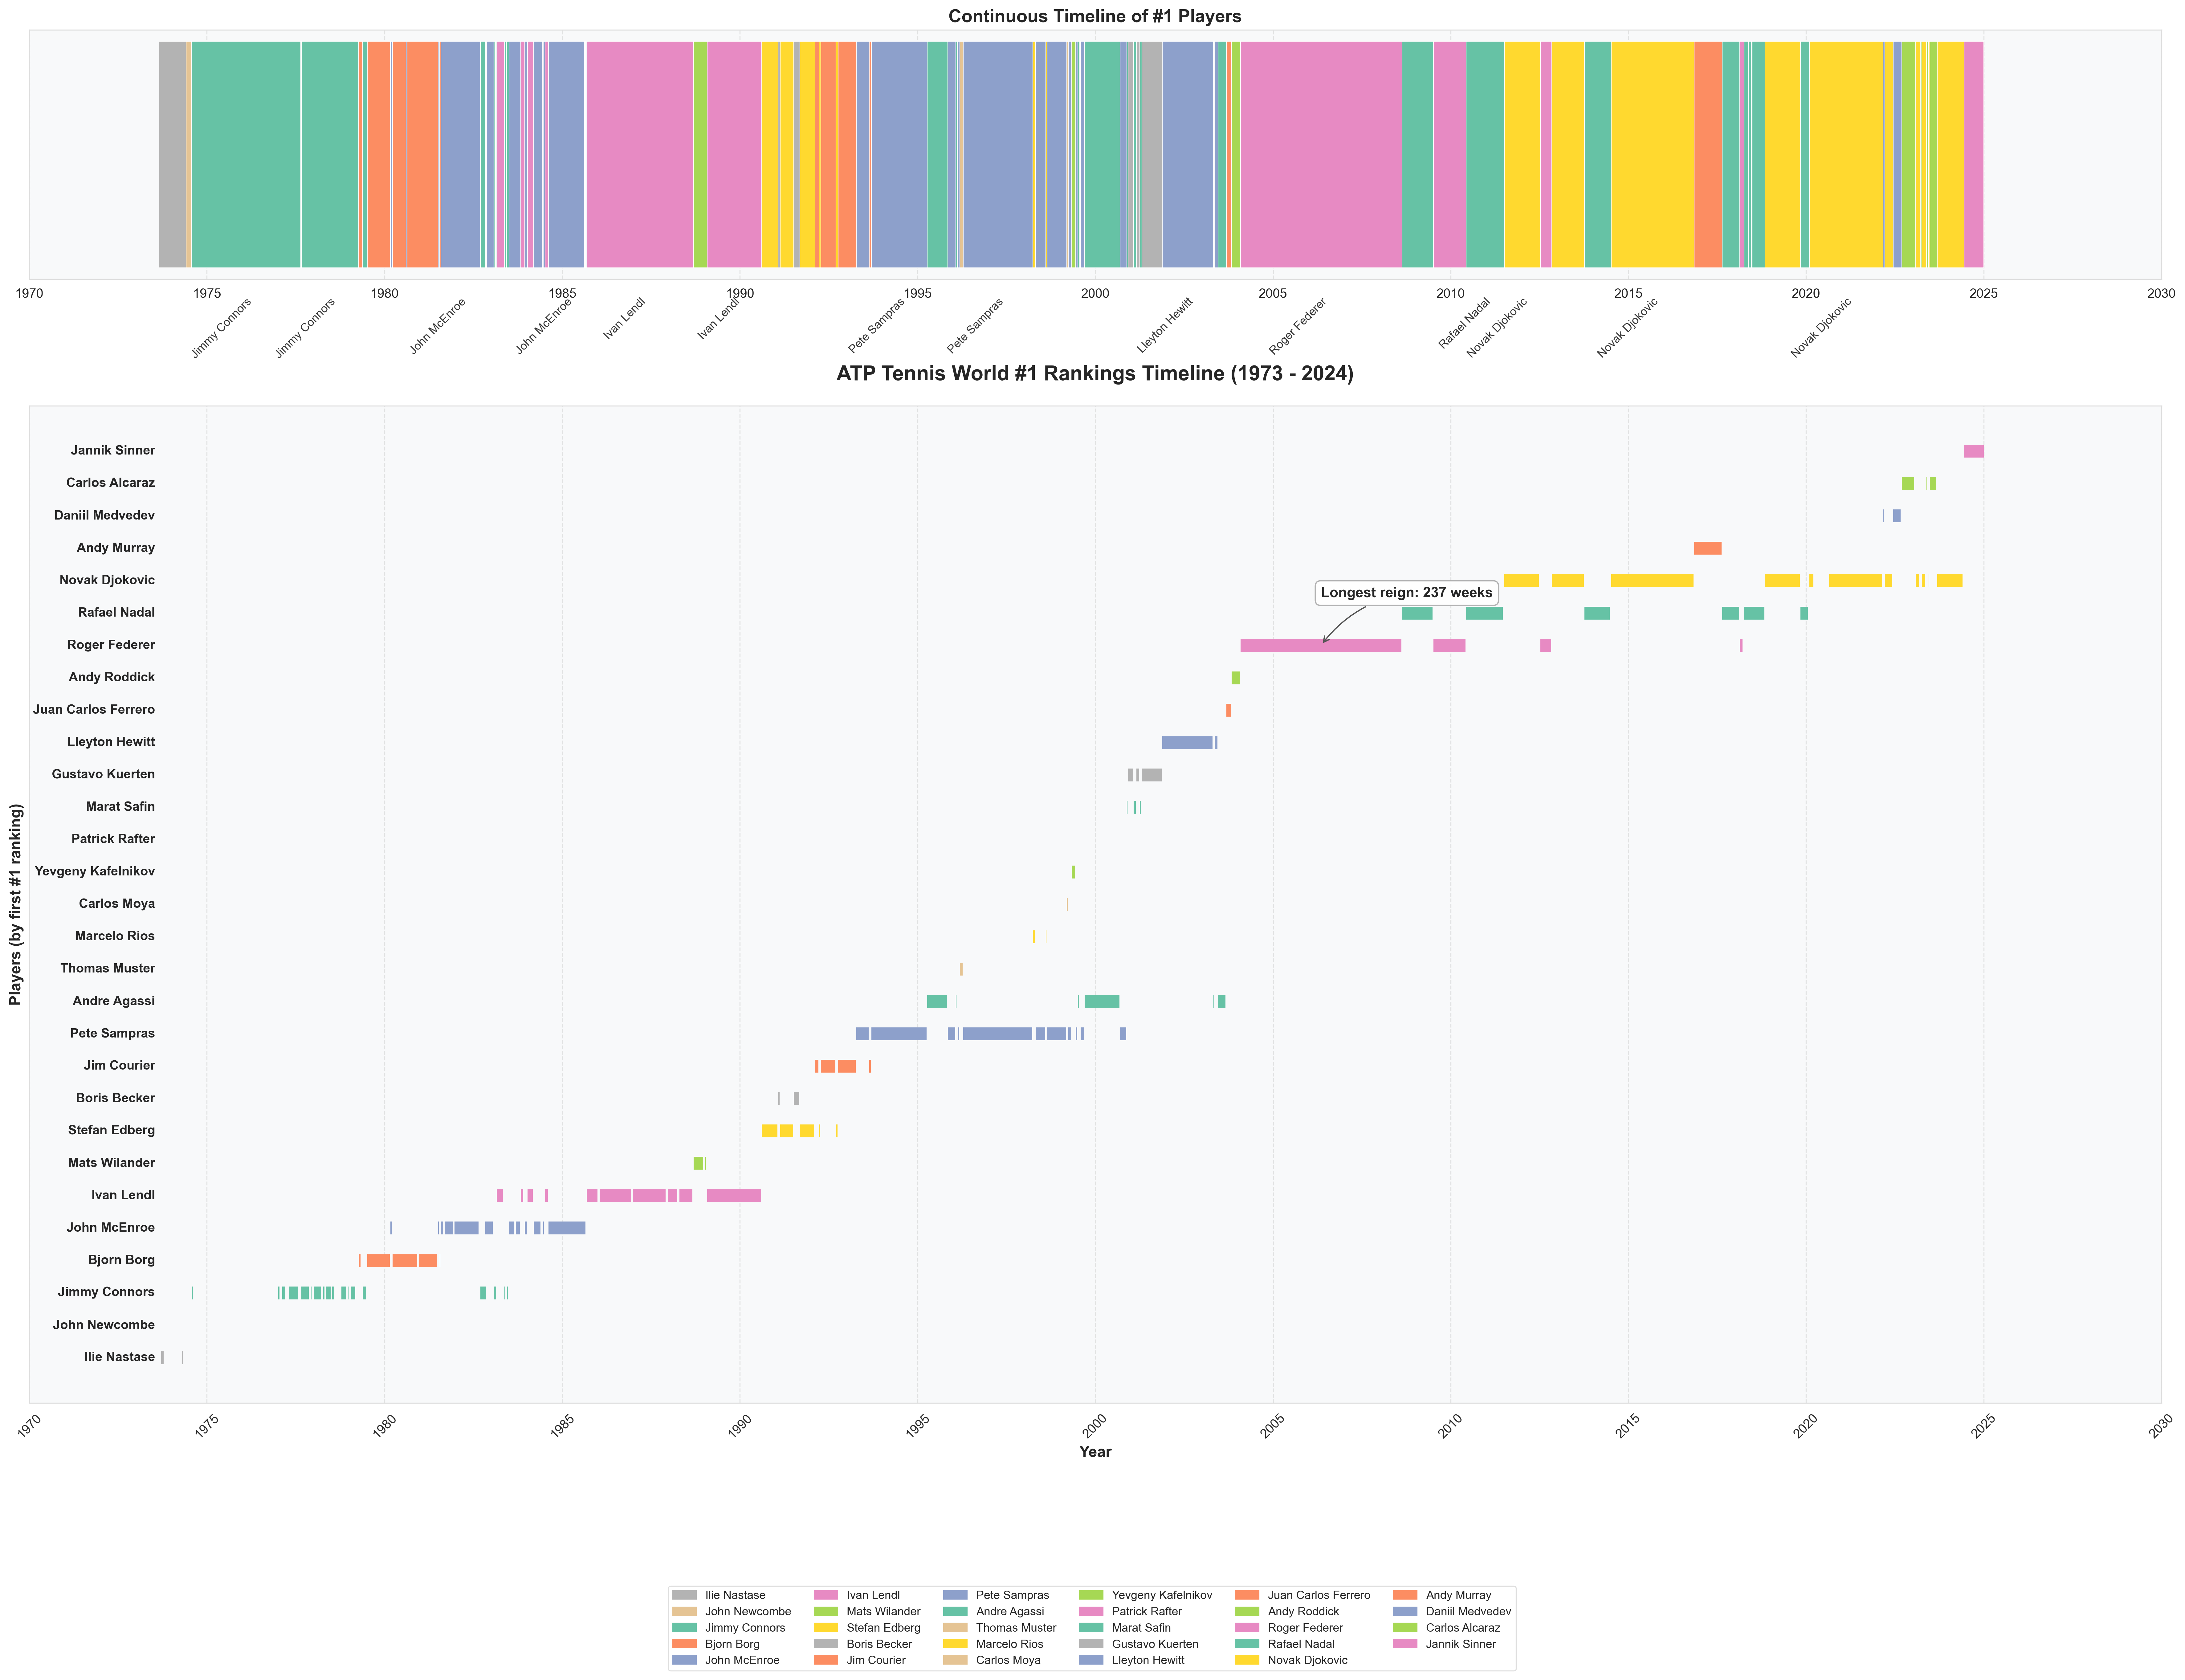 Continuous Timeline of #1 Players
1970 1975 1980 1985 1990 1995 2000 2005 2010 2015 2020 2025 2030
Jimmy Connors
Jimmy Connors
John McEnroe
John McEnroe
Ivan Lendl
Ivan Lendl
Pete Sampras
Pete Sampras
Lleyton Hewitt
Roger Federer
Rafael Nadal
Novak Djokovic
Novak Djokovic
Novak Djokovic
ATP Tennis World #1 Rankings Timeline (1973 - 2024)
Players (by first #1 ranking)
Jannik Sinner
Carlos Alcaraz
Daniil Medvedev
Andy Murray
Novak Djokovic
Longest reign: 237 weeks
Rafael Nadal
Roger Federer
Andy Roddick
Juan Carlos Ferrero
Lleyton Hewitt
Gustavo Kuerten
Marat Safin
Patrick Rafter
Yevgeny Kafelnikov
Carlos Moya
Marcelo Rios
Thomas Muster
Andre Agassi
Pete Sampras
Jim Courier
Boris Becker
Stefan Edberg
Mats Wilander
Ivan Lendl
John McEnroe
Bjorn Borg
Jimmy Connors
John Newcombe
Ilie Nastase
1970 1975 1980 1985 1990 1995 2000 2005 2010 2015 2020 2025 2030
Year
Ilie Nastase Ivan Lendl Pete Sampras Yevgeny Kafelnikov Juan Carlos Ferrero Andy Murray
John Newcombe Mats Wilander Andre Agassi Patrick Rafter Andy Roddick Daniil Medvedev
Jimmy Connors Stefan Edberg Thomas Muster Marat Safin Roger Federer Carlos Alcaraz
Bjorn Borg Boris Becker Marcelo Rios Gustavo Kuerten Rafael Nadal Jannik Sinner
John McEnroe Jim Courier Carlos Moya Lleyton Hewitt Novak Djokovic